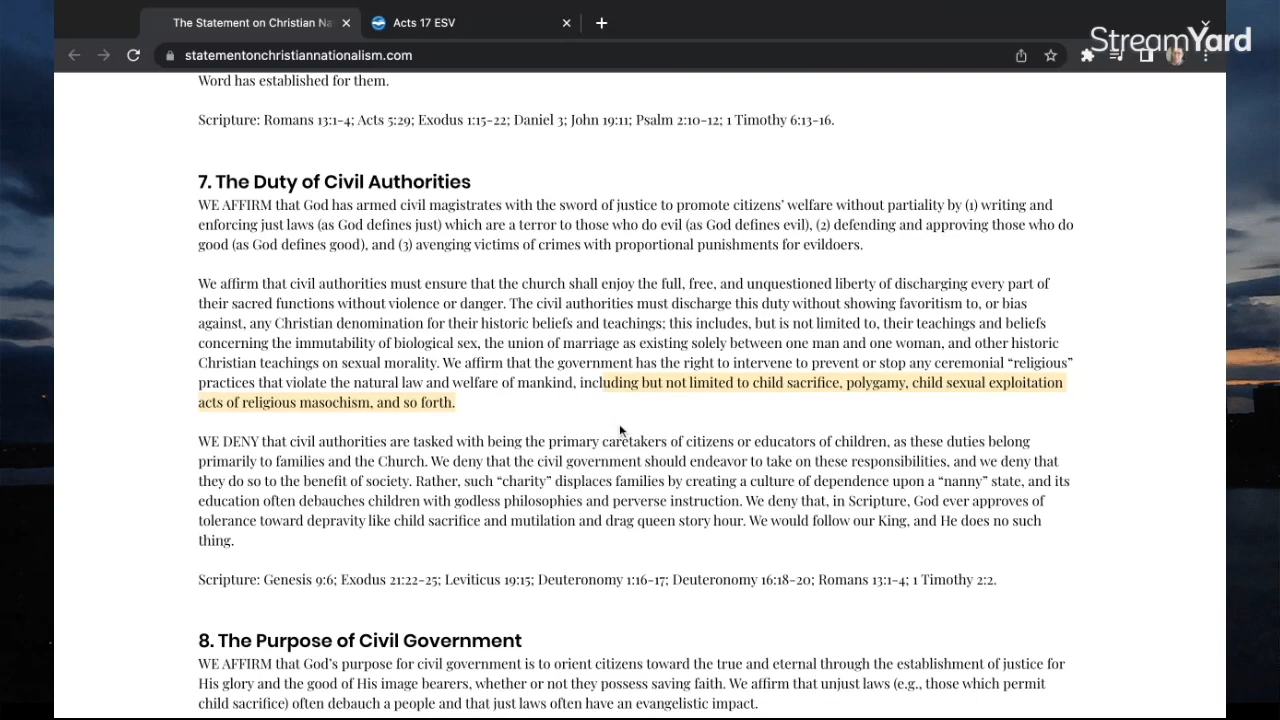 The Statement on Christian Na
Acts 17 ESV
StreamYard
statementonchristiannationalism.com
Word has established for them.
Scripture: Romans 13:1-4; Acts 5:29; Exodus 1:15-22; Daniel 3; John 19:11; Psalm 2:10-12; 1 Timothy 6:13-16.
7. The Duty of Civil Authorities
WE AFFIRM that God has armed civil magistrates with the sword of justice to promote citizens’ welfare without partiality by (1) writing and
enforcing just laws (as God defines just) which are a terror to those who do evil (as God defines evil), (2) defending and approving those who do
good (as God defines good), and (3) avenging victims of crimes with proportional punishments for evildoers.
We affirm that civil authorities must ensure that the church shall enjoy the full, free, and unquestioned liberty of discharging every part of
their sacred functions without violence or danger. The civil authorities must discharge this duty without showing favoritism to, or bias
against, any Christian denomination for their historic beliefs and teachings; this includes, but is not limited to, their teachings and beliefs
concerning the immutability of biological sex, the union of marriage as existing solely between one man and one woman, and other historic
Christian teachings on sexual morality. We affirm that the government has the right to intervene to prevent or stop any ceremonial “religious”
practices that violate the natural law and welfare of mankind, including but not limited to child sacrifice, polygamy, child sexual exploitation
acts of religious masochism, and so forth.
WE DENY that civil authorities are tasked with being the primary caretakers of citizens or educators of children, as these duties belong
primarily to families and the Church. We deny that the civil government should endeavor to take on these responsibilities, and we deny that
they do so to the benefit of society. Rather, such “charity” displaces families by creating a culture of dependence upon a “nanny” state, and its
education often debauches children with godless philosophies and perverse instruction. We deny that, in Scripture, God ever approves of
tolerance toward depravity like child sacrifice and mutilation and drag queen story hour. We would follow our King, and He does no such
thing.
Scripture: Genesis 9:6; Exodus 21:22-25; Leviticus 19:15; Deuteronomy 1:16-17; Deuteronomy 16:18-20; Romans 13:1-4; 1 Timothy 2:2.
8. The Purpose of Civil Government
WE AFFIRM that God’s purpose for civil government is to orient citizens toward the true and eternal through the establishment of justice for
His glory and the good of His image bearers, whether or not they possess saving faith. We affirm that unjust laws (e.g., those which permit
child sacrifice) often debauch a people and that just laws often have an evangelistic impact.